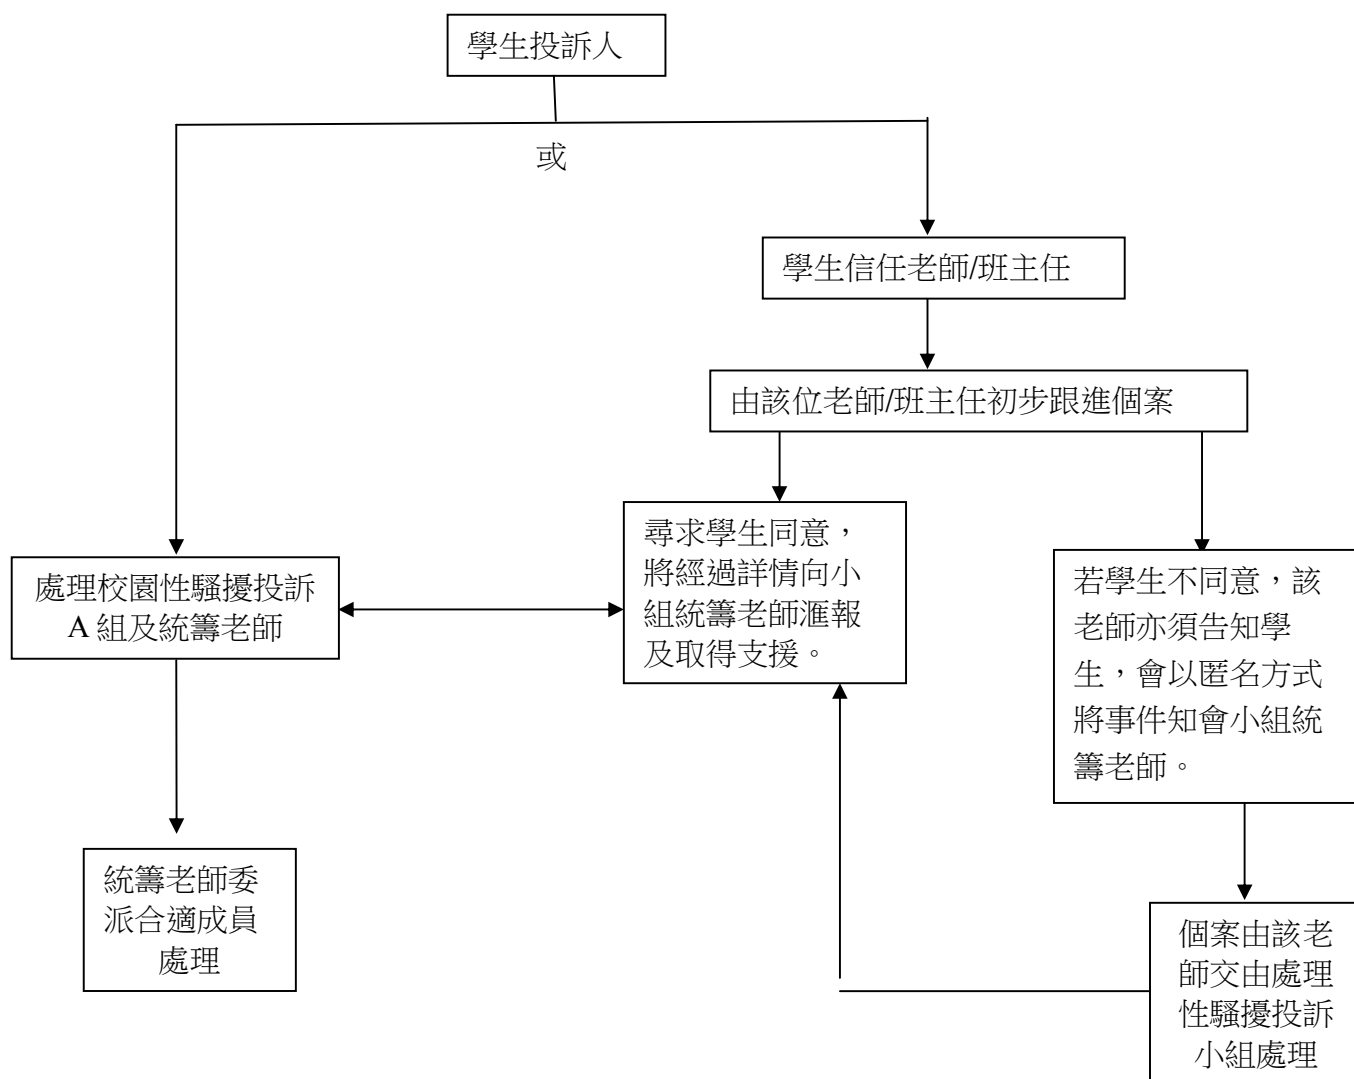 學生投訴人
或
學生信任老師/班主任
由該位老師/班主任初步跟進個案
尋求學生同意，
將經過詳情向小
組統籌老師滙報
及取得支援。
若學生不同意，該
老師亦須告知學
生，會以匿名方式
將事件知會小組統
籌老師。
處理校園性騷擾投訴
A 組及統籌老師
統籌老師委
派合適成員
處理
個案由該老
師交由處理
性騷擾投訴
小組處理